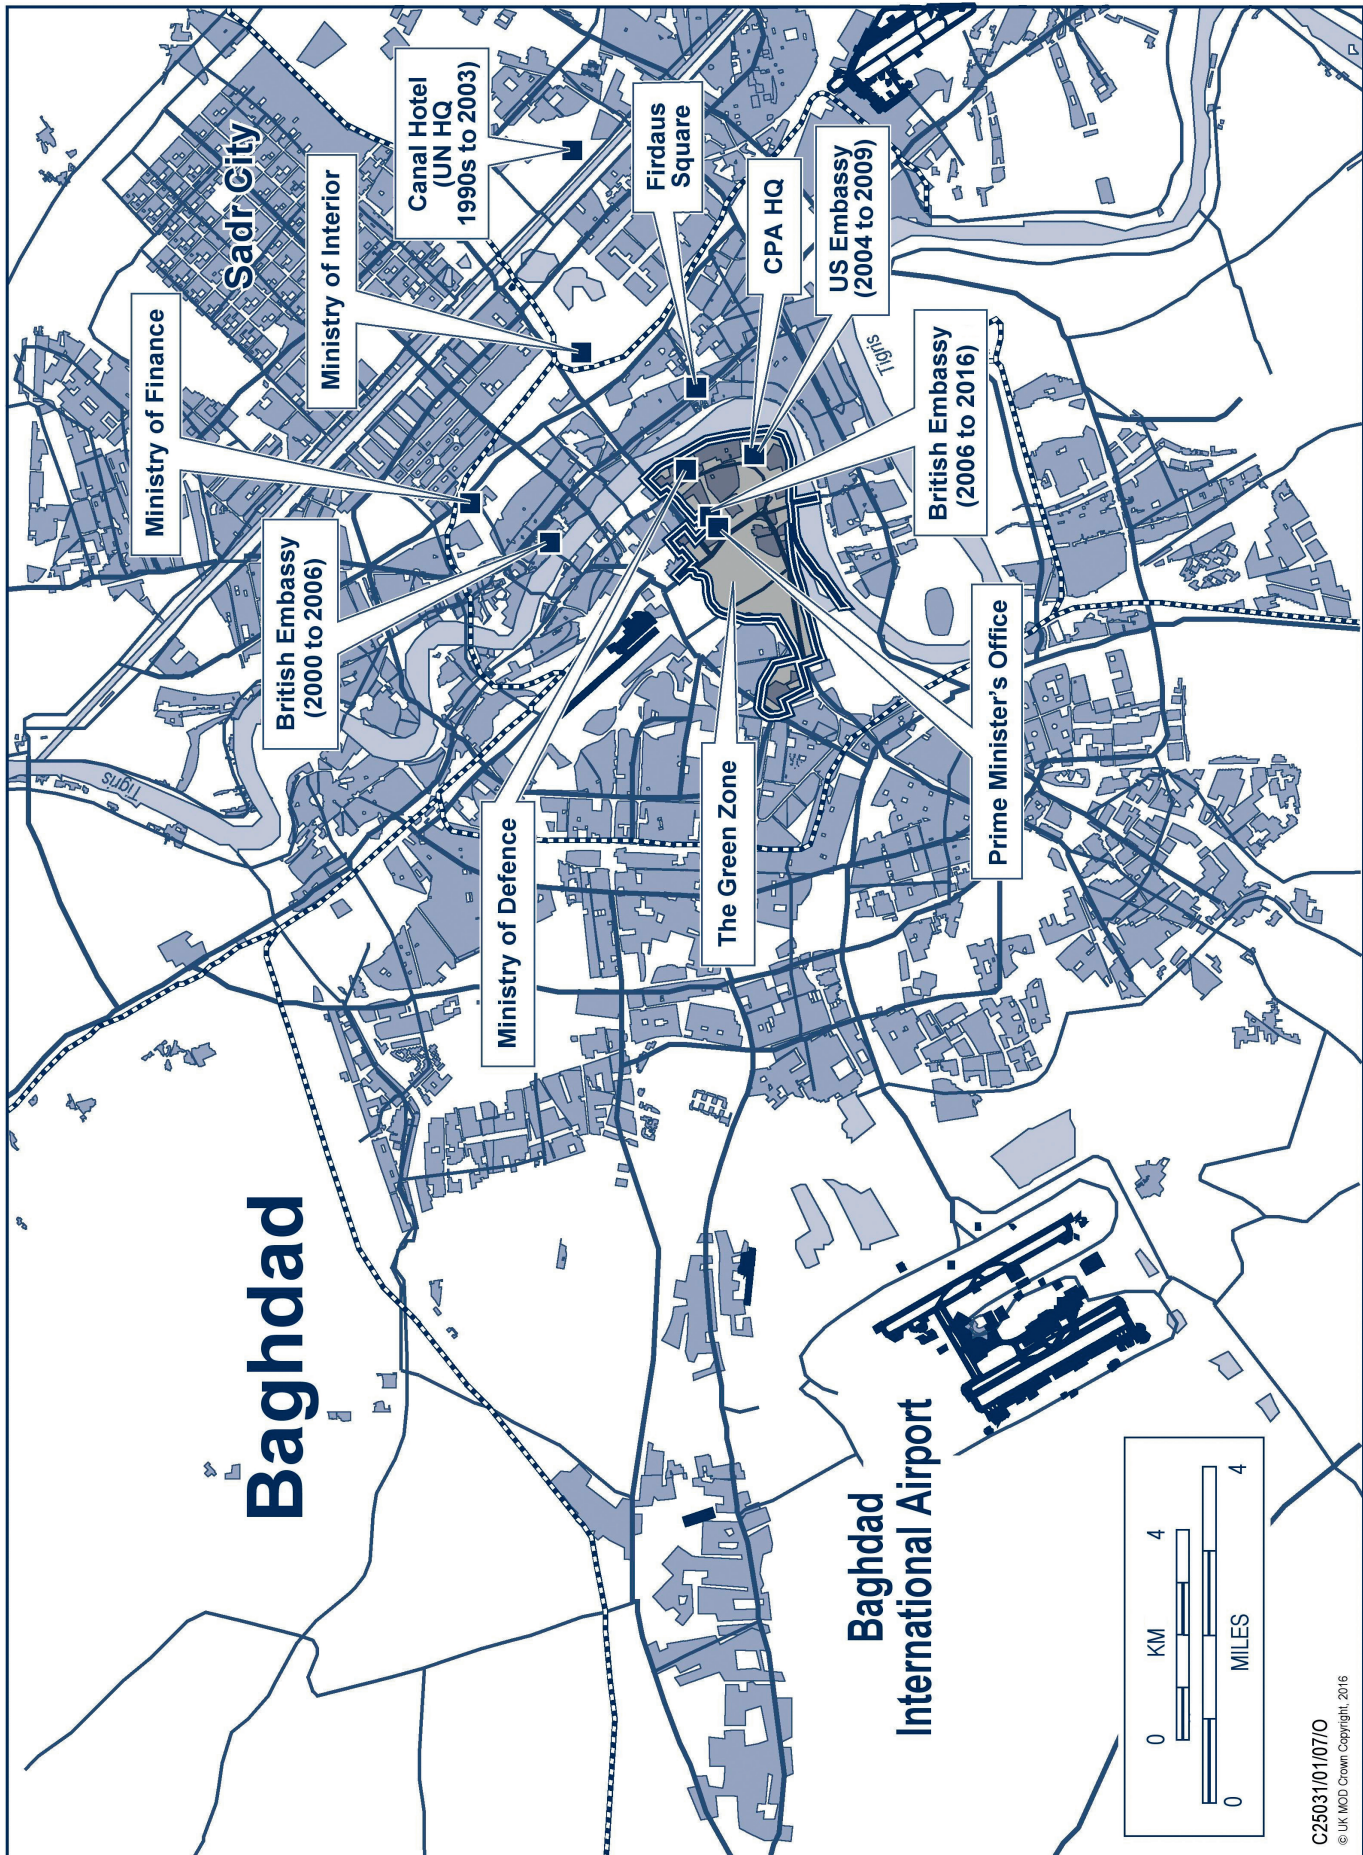 Baghdad
Sadr City
Ministry of Finance
Ministry of Interior
Canal Hotel
(UN HQ
1990s to 2003)
British Embassy
(2000 to 2006)
Firdaus
Square
Tigris
Ministry of Defence
CPA HQ
US Embassy
(2004 to 2009)
The Green Zone
Tigris
British Embassy
(2006 to 2016)
Prime Minister's Office
Baghdad
International Airport
0 KM 4
0 MILES 4
C25031/01/07/O
© UK MOD Crown Copyright, 2016